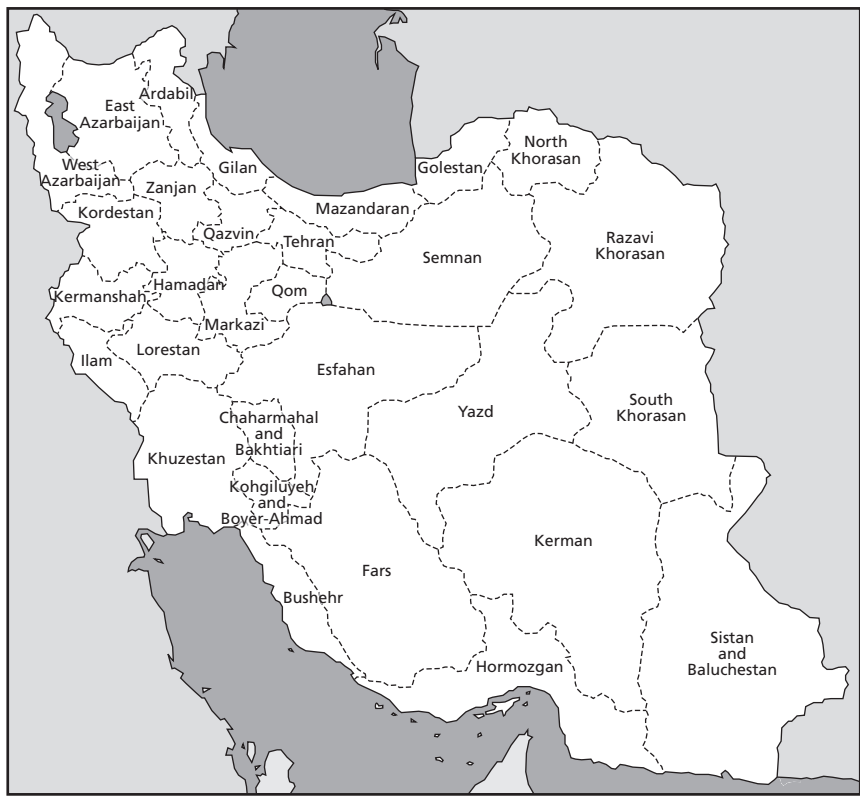 Ardabil
East
Azarbaijan
West
Azarbaijan
Gilan
Zanjan
Kordestan
Golestan
North
Khorasan
Mazandaran
Qazvin
Tehran
Semnan
Razavi
Khorasan
Kermanshah
Hamadan
Qom
Markazi
Ilam
Lorestan
Esfahan
Yazd
South
Khorasan
Chaharmahal
and
Bakhtiari
Khuzestan
Kohgiluyeh
and
Boyer-Ahmad
Kerman
Fars
Bushehr
Hormozgan
Sistan
and
Baluchestan